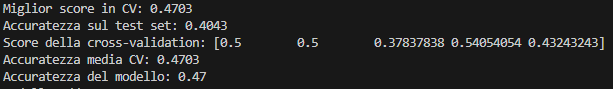 Miglior score in CV: 0.4703
Accuratezza sul test set: 0.4043
Score della cross-validation: [0.5        0.5        0.37837838 0.54054054 0.43243243]
Accuratezza media CV: 0.4703
Accuratezza del modello: 0.47